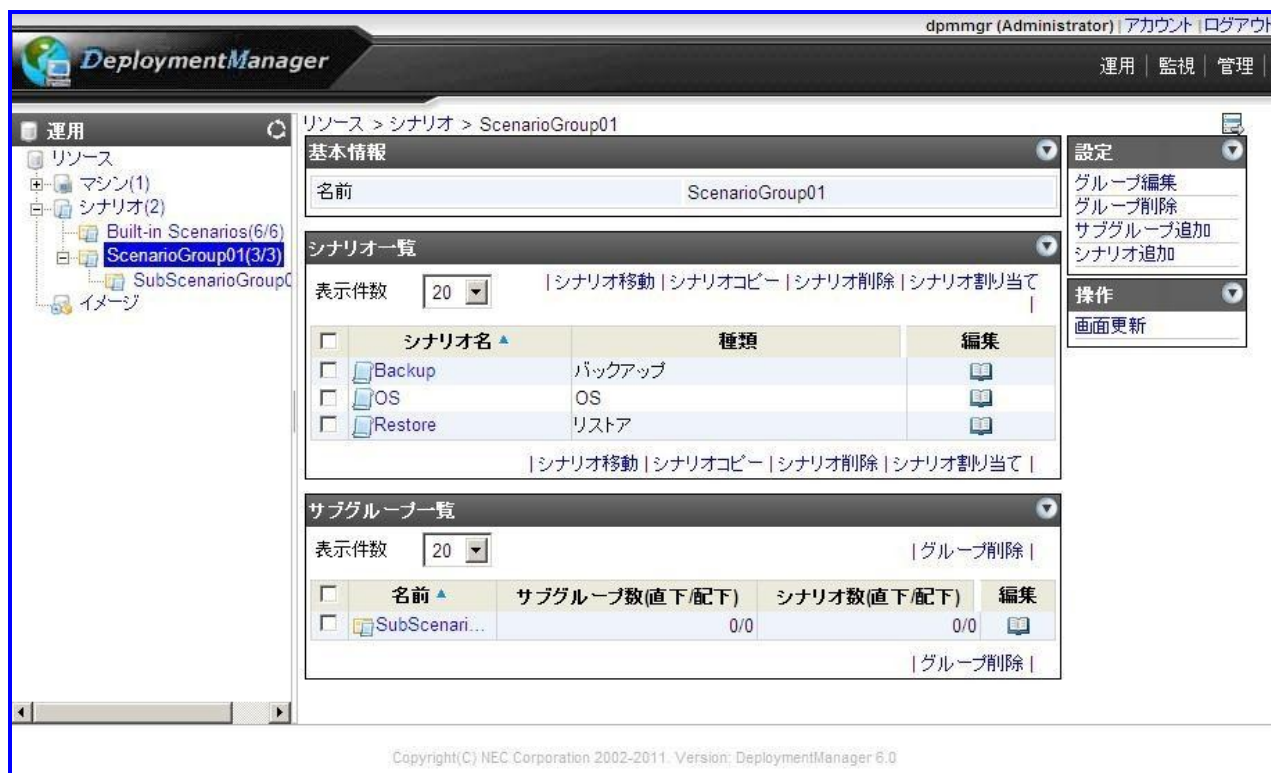 dpmmgr (Administrator) | アカウント | ログアウト
DeploymentManager
運用 | 監視 | 管理 |
運用
リソース
マシン(1)
シナリオ(2)
Built-in Scenarios(6/6)
ScenarioGroup01(3/3)
SubScenarioGroup
イメージ
リソース > シナリオ > ScenarioGroup01
基本情報
名前 ScenarioGroup01
シナリオ一覧
表示件数 20 | シナリオ移動 | シナリオコピー | シナリオ削除 | シナリオ割り当て
|
シナリオ名 種類 編集
Backup バックアップ
OS OS
Restore リストア
| シナリオ移動 | シナリオコピー | シナリオ削除 | シナリオ割り当て |
サブグループ一覧
表示件数 20 | グループ削除 |
名前 サブグループ数(直下/配下) シナリオ数(直下/配下) 編集
SubScenari... 0/0 0/0
| グループ削除 |
設定
グループ編集
グループ削除
サブグループ追加
シナリオ追加
操作
画面更新
Copyright(C) NEC Corporation 2002-2011. Version: DeploymentManager 6.0